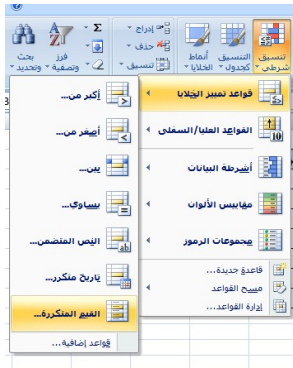 Σ
إدراج
حذف
تنسيق
تنسيق شرطي
التنسيق كجدول
أنماط الخلايا
فرز وتصفية
بحث وتحديد
قواعد تمييز الخلايا
القواعد العليا/السفلى
أشرطة البيانات
مقاييس الألوان
مجموعات الرموز
قاعدة جديدة...
مسح القواعد
إدارة القواعد...
أكبر من...
أصغر من...
بين...
يساوي...
النص المتضمن...
تاريخ متكرر...
القيم المتكررة...
قواعد إضافية...